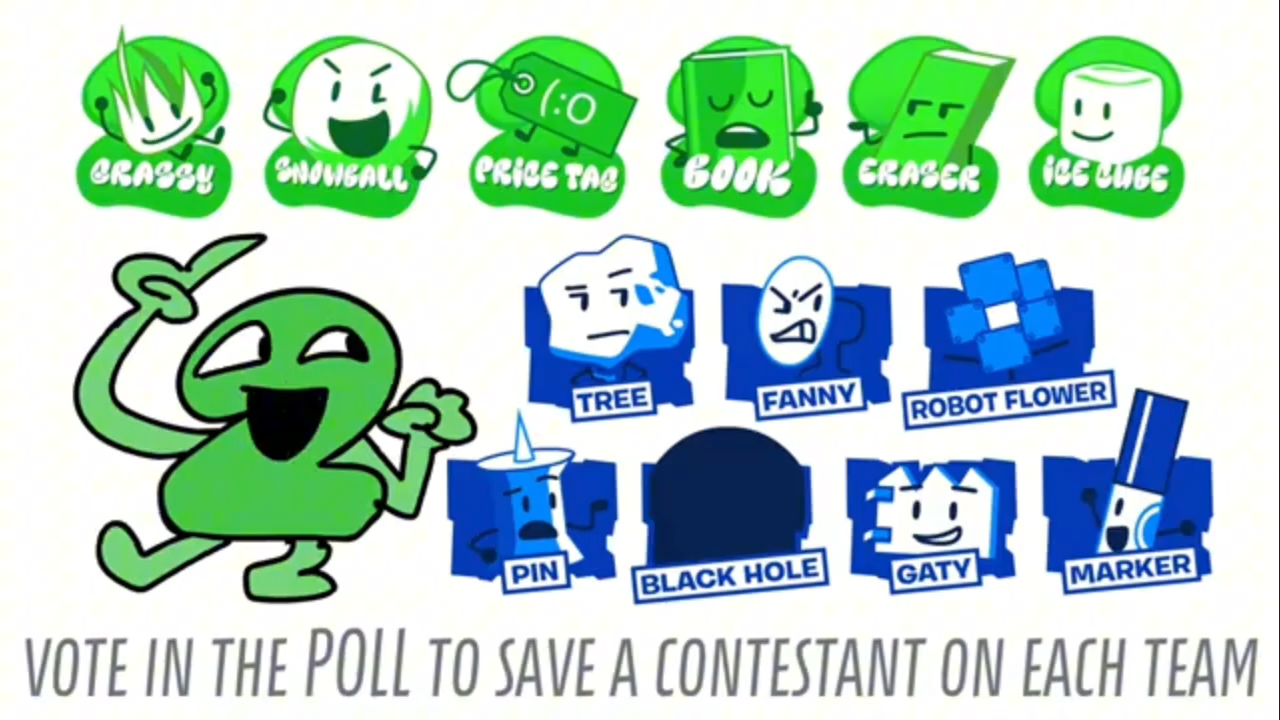 GRASSY SNOWBALL PRICE TAG BOOK ERASER ICE CUBE
(:O
TREE FANNY ROBOT FLOWER
PIN BLACK HOLE GATY MARKER
VOTE IN THE POLL TO SAVE A CONTESTANT ON EACH TEAM